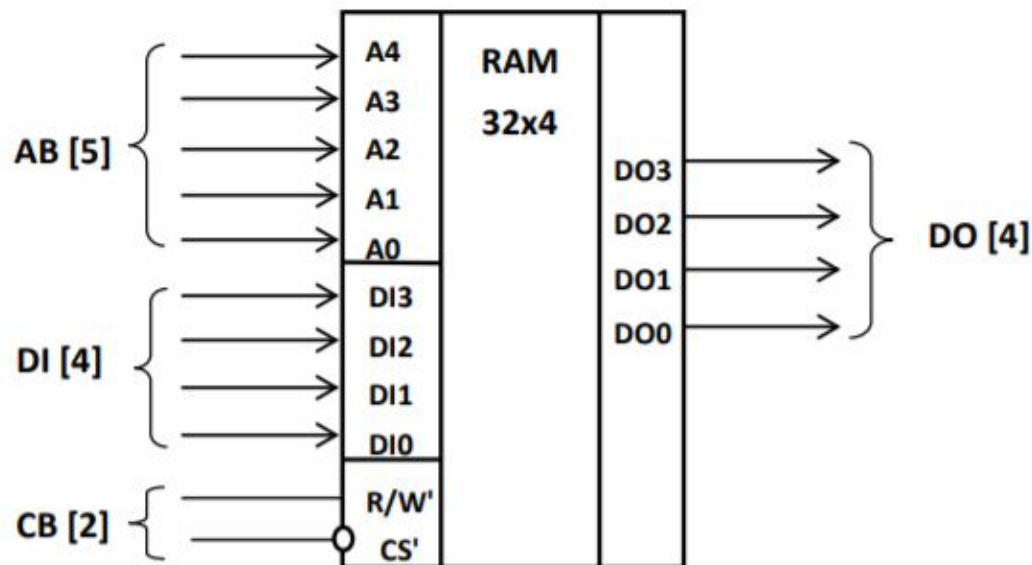 AB [5]
A4
A3
A2
A1
A0
DI [4]
DI3
DI2
DI1
DI0
CB [2]
R/W'
CS'
RAM
32x4
DO3
DO2
DO1
DO0
DO [4]